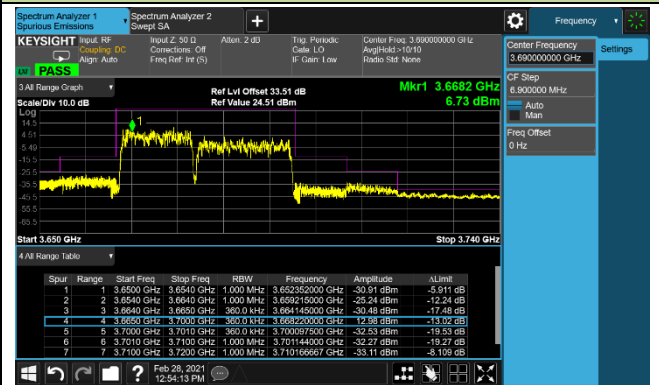 Spectrum Analyzer 1
Spurious Emissions
Spectrum Analyzer 2
Swept SA
+
Frequency
KEYSIGHT
Input: RF
Coupling: DC
Align: Auto
Input Z: 50 Ω
Corrections: Off
Freq Ref: Int (S)
Atten: 2 dB
Trig: Periodic
Gate: LO
IF Gain: Low
Center Freq: 3.690000000 GHz
Avg|Hold:>10/10
Radio Std: None
PASS
Center Frequency
3.690000000 GHz
Settings
CF Step
6.900000 MHz
Auto
Man
Freq Offset
0 Hz
3 All Range Graph
Scale/Div 10.0 dB
Ref Lvl Offset 33.51 dB
Ref Value 24.51 dBm
Mkr1 3.6682 GHz
6.73 dBm
Log
14.5
4.51
-5.49
-15.5
-25.5
-35.5
-45.5
-55.5
-65.5
1
Start 3.650 GHz
Stop 3.740 GHz
4 All Range Table
Spur Range Start Freq Stop Freq RBW Frequency Amplitude ΔLimit
1 1 3.6500 GHz 3.6540 GHz 1.000 MHz 3.652352000 GHz -30.91 dBm -5.911 dB
2 2 3.6540 GHz 3.6640 GHz 1.000 MHz 3.659215000 GHz -25.24 dBm -12.24 dB
3 3 3.6640 GHz 3.6650 GHz 360.0 kHz 3.664145000 GHz -30.48 dBm -17.48 dB
4 4 3.6650 GHz 3.7000 GHz 360.0 kHz 3.668220000 GHz 12.98 dBm -13.02 dB
5 5 3.7000 GHz 3.7010 GHz 360.0 kHz 3.700097500 GHz -32.53 dBm -19.53 dB
6 6 3.7010 GHz 3.7100 GHz 1.000 MHz 3.701144000 GHz -32.27 dBm -19.27 dB
7 7 3.7100 GHz 3.7200 GHz 1.000 MHz 3.710166667 GHz -33.11 dBm -8.109 dB
?
Feb 28, 2021
12:54:13 PM